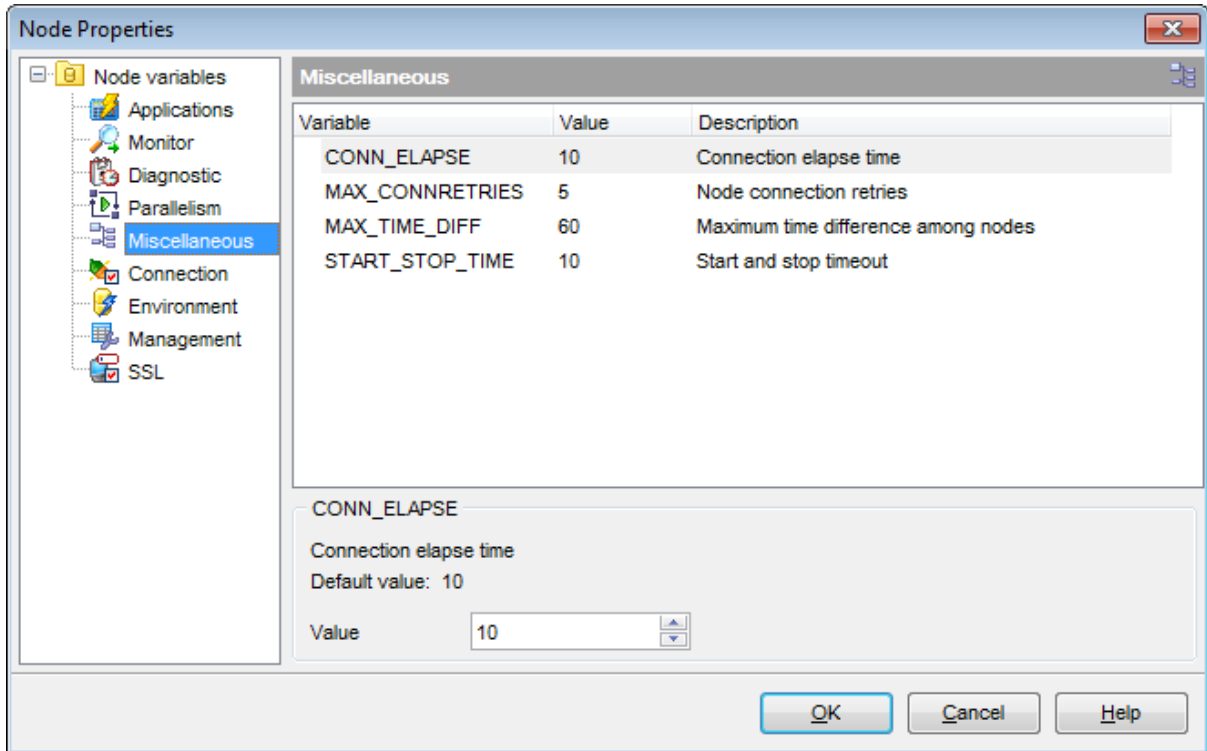 Node Properties
Node variables
Applications
Monitor
Diagnostic
Parallelism
Miscellaneous
Connection
Environment
Management
SSL
Miscellaneous
Variable Value Description
CONN_ELAPSE 10 Connection elapse time
MAX_CONNRETRIES 5 Node connection retries
MAX_TIME_DIFF 60 Maximum time difference among nodes
START_STOP_TIME 10 Start and stop timeout
CONN_ELAPSE
Connection elapse time
Default value: 10
Value 10
OK Cancel Help